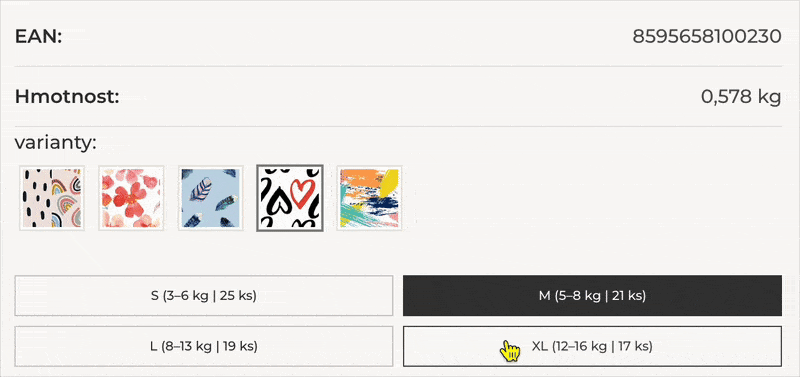 EAN: 8595658100230
Hmotnost: 0,578 kg
varianty:
S (3–6 kg | 25 ks)
M (5–8 kg | 21 ks)
L (8–13 kg | 19 ks)
XL (12–16 kg | 17 ks)